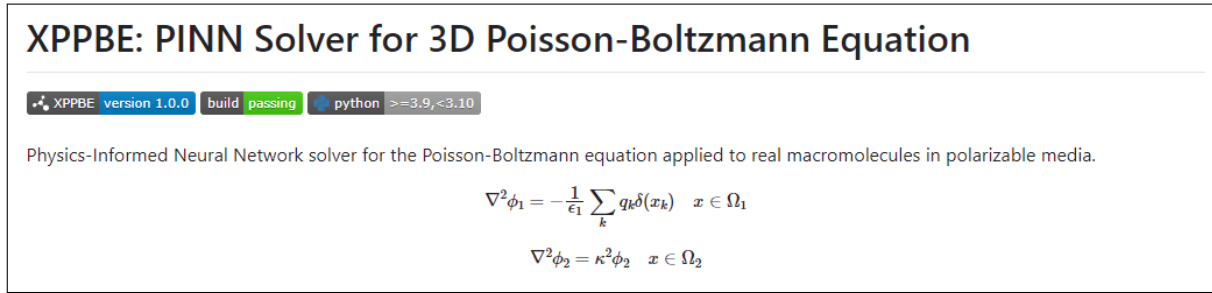 XPPBE: PINN Solver for 3D Poisson-Boltzmann Equation
XPPBE version 1.0.0 build passing python >=3.9,<3.10
Physics-Informed Neural Network solver for the Poisson-Boltzmann equation applied to real macromolecules in polarizable media.
∇²ϕ₁ = −1/ϵ₁ ∑ₖ qₖδ(xₖ) x ∈ Ω₁
∇²ϕ₂ = κ²ϕ₂ x ∈ Ω₂